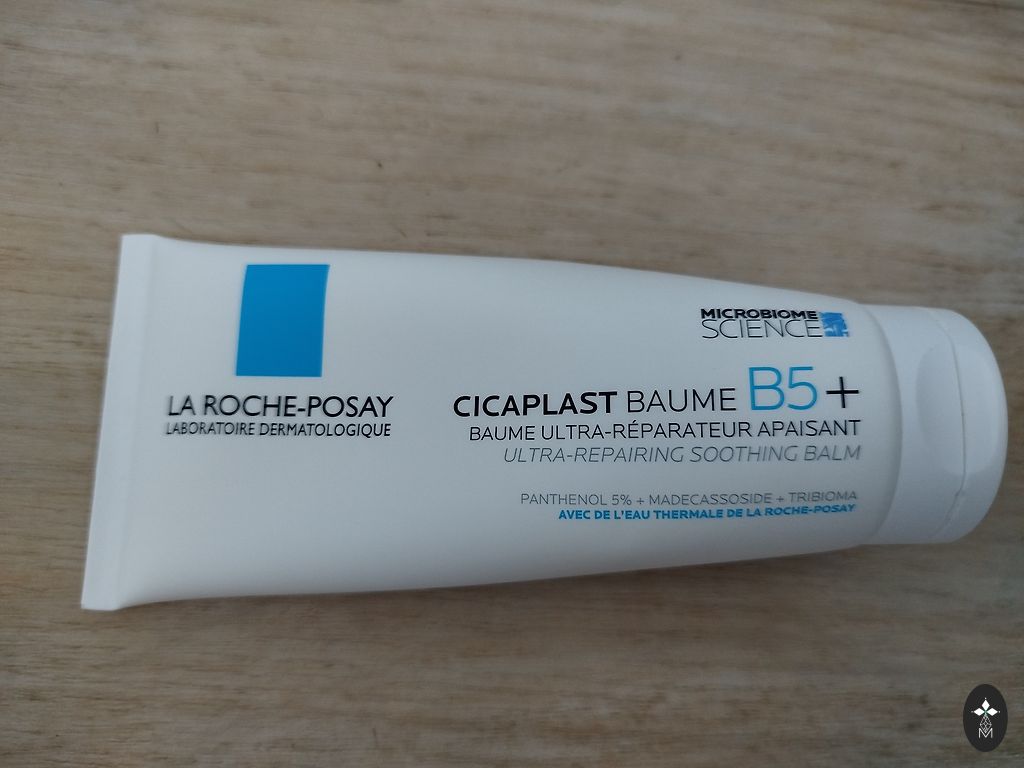 LA ROCHE-POSAY
LABORATOIRE DERMATOLOGIQUE
MICROBIOME
SCIENCE
CICAPLAST BAUME B5+
BAUME ULTRA-RÉPARATEUR APAISANT
ULTRA-REPAIRING SOOTHING BALM
PANTHENOL 5% + MADECASSOSIDE + TRIBIOMA
AVEC DE L'EAU THERMALE DE LA ROCHE-POSAY
M